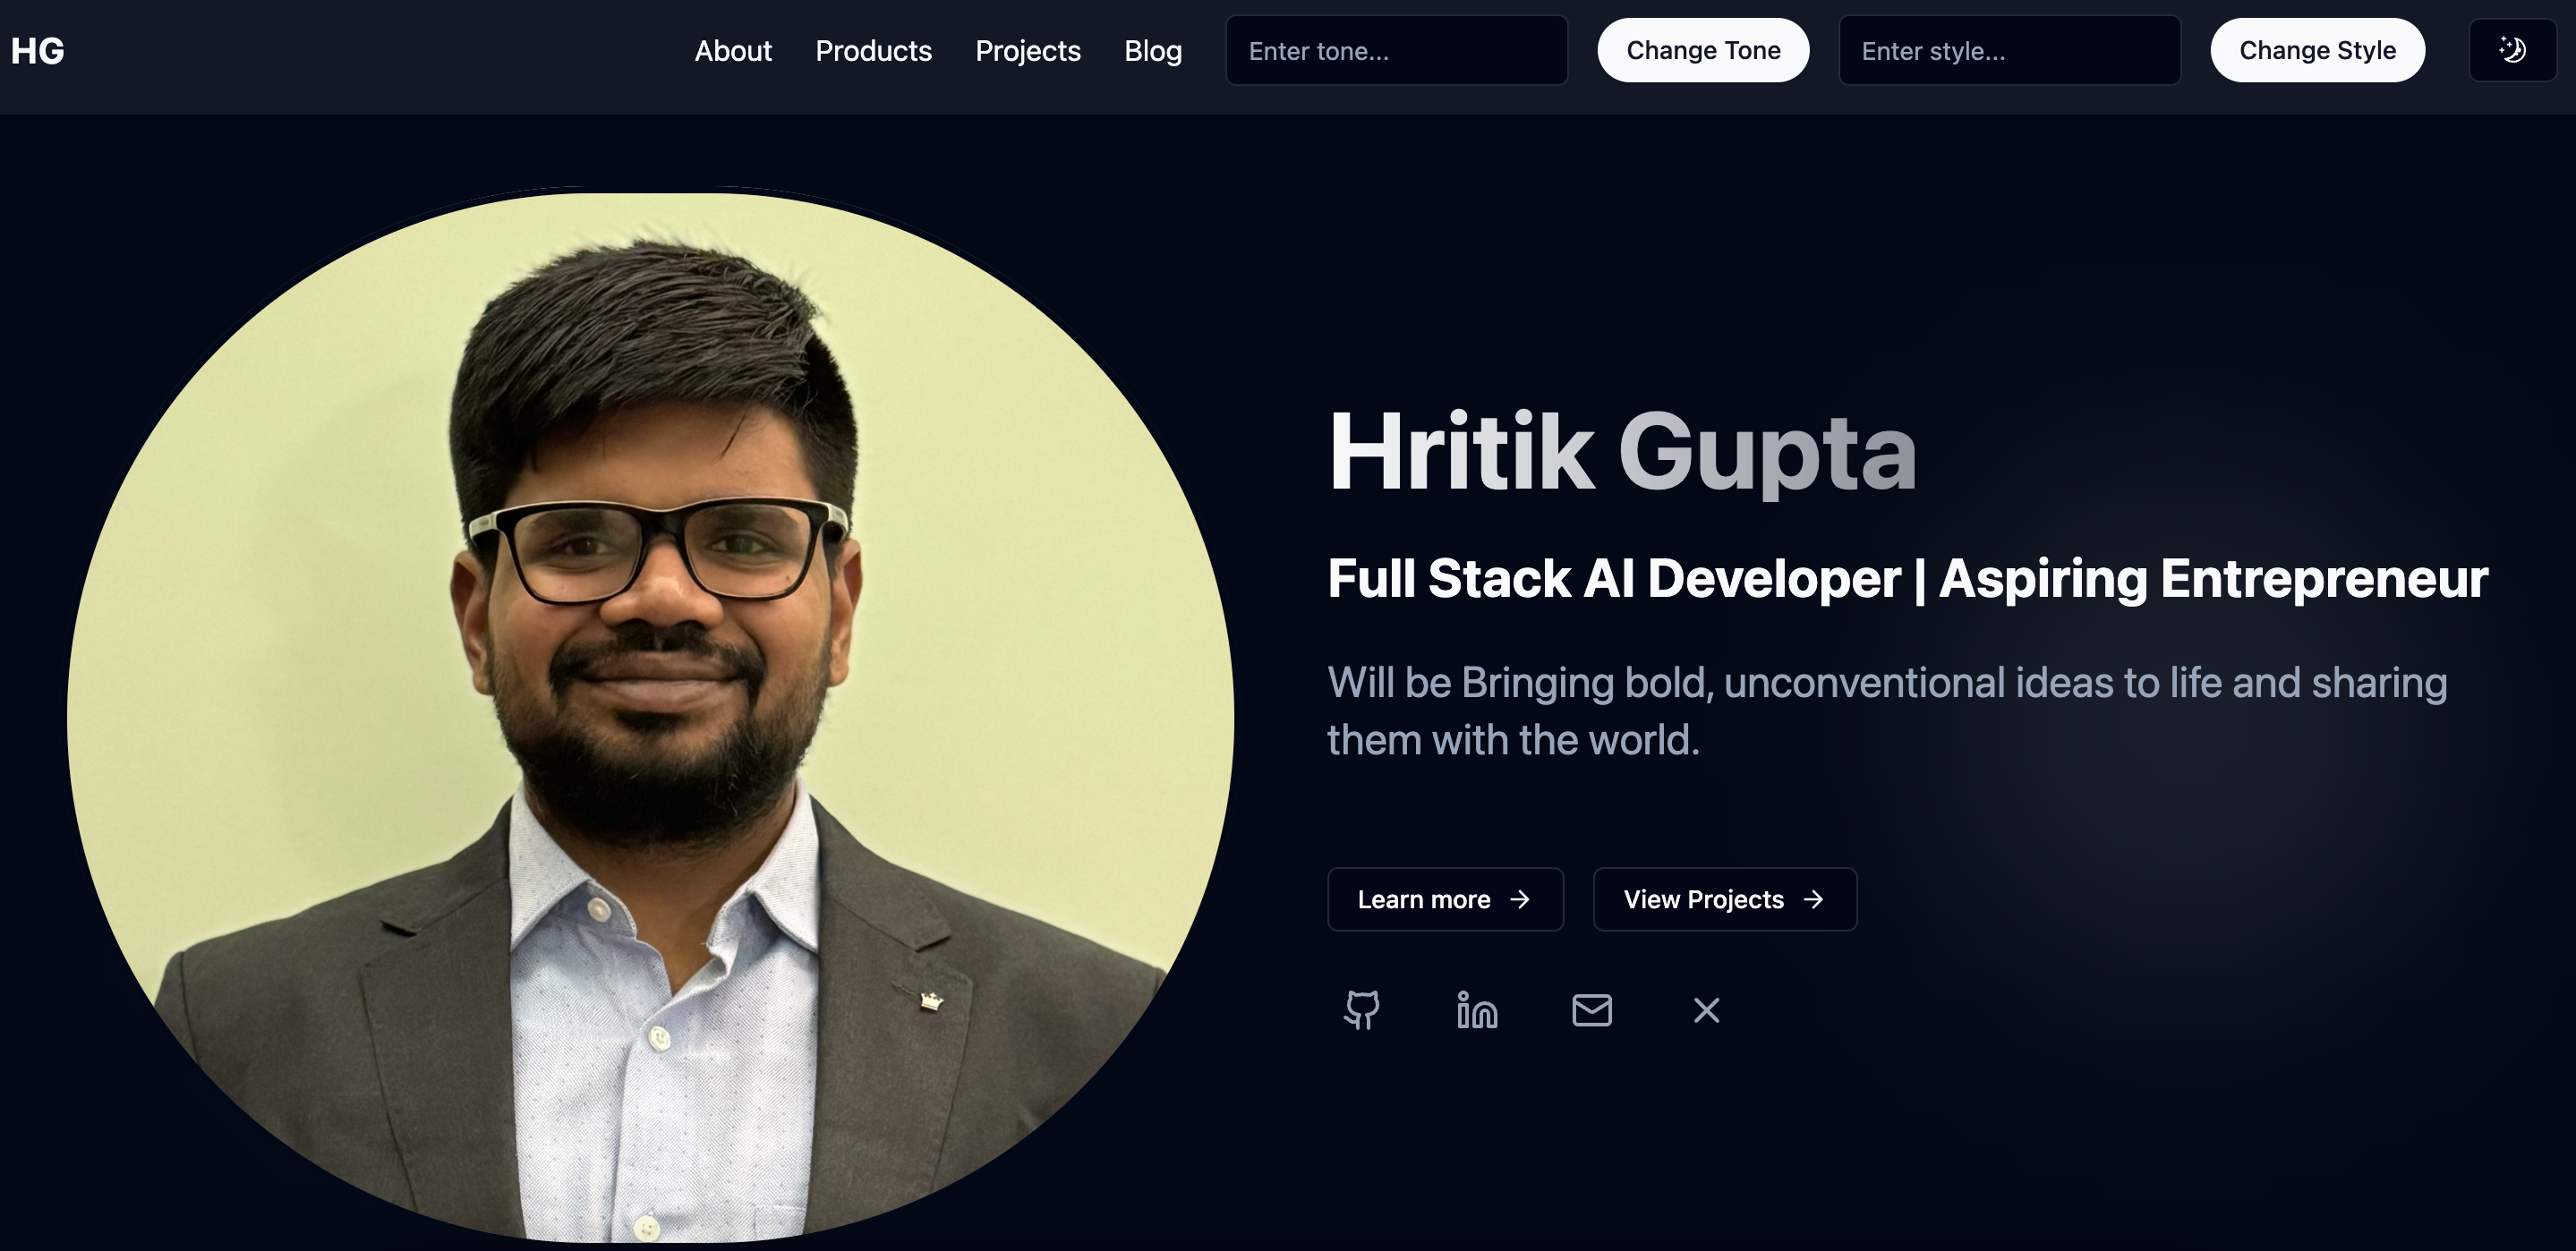 HG
About
Products
Projects
Blog
Enter tone...
Change Tone
Enter style...
Change Style
Hritik Gupta
Full Stack AI Developer | Aspiring Entrepreneur
Will be Bringing bold, unconventional ideas to life and sharing
them with the world.
Learn more →
View Projects →